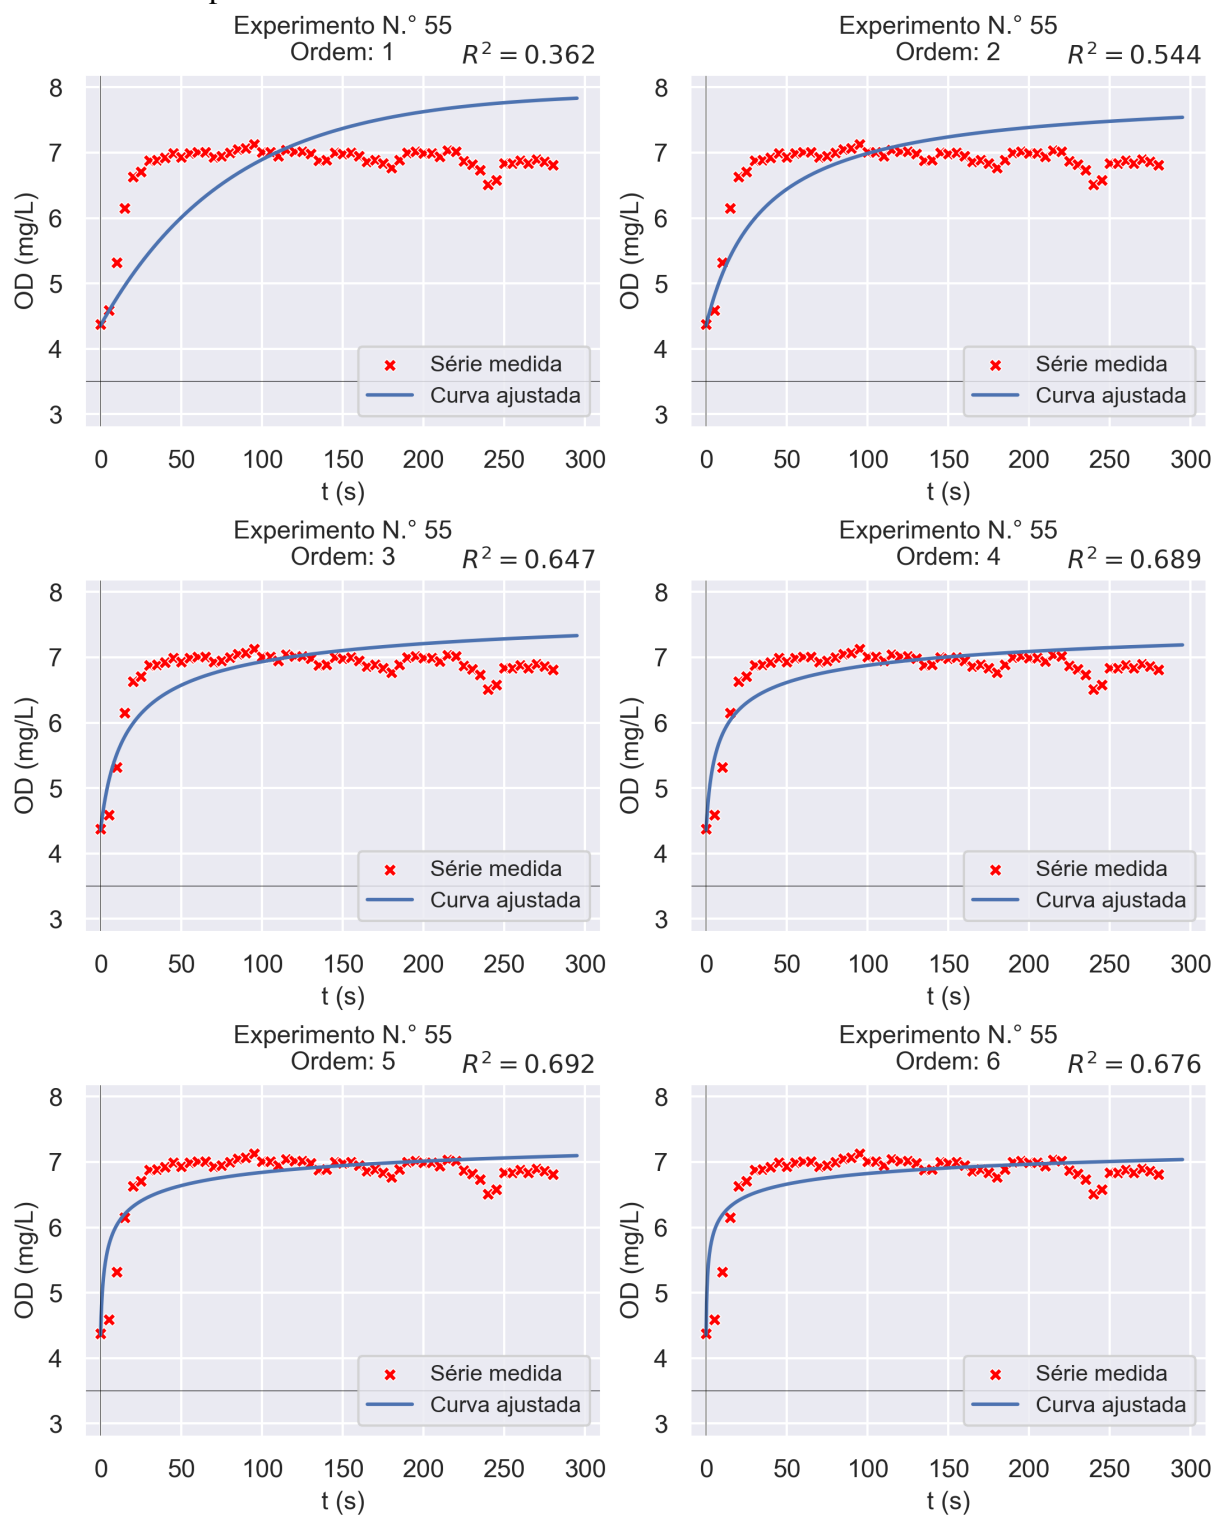 Experimento N.° 55
Ordem: 1 R² = 0.362
8
7
6
5
4
3
OD (mg/L)
Série medida
Curva ajustada
0 50 100 150 200 250 300
t (s)
Experimento N.° 55
Ordem: 2 R² = 0.544
8
7
6
5
4
3
OD (mg/L)
Série medida
Curva ajustada
0 50 100 150 200 250 300
t (s)
Experimento N.° 55
Ordem: 3 R² = 0.647
8
7
6
5
4
3
OD (mg/L)
Série medida
Curva ajustada
0 50 100 150 200 250 300
t (s)
Experimento N.° 55
Ordem: 4 R² = 0.689
8
7
6
5
4
3
OD (mg/L)
Série medida
Curva ajustada
0 50 100 150 200 250 300
t (s)
Experimento N.° 55
Ordem: 5 R² = 0.692
8
7
6
5
4
3
OD (mg/L)
Série medida
Curva ajustada
0 50 100 150 200 250 300
t (s)
Experimento N.° 55
Ordem: 6 R² = 0.676
8
7
6
5
4
3
OD (mg/L)
Série medida
Curva ajustada
0 50 100 150 200 250 300
t (s)